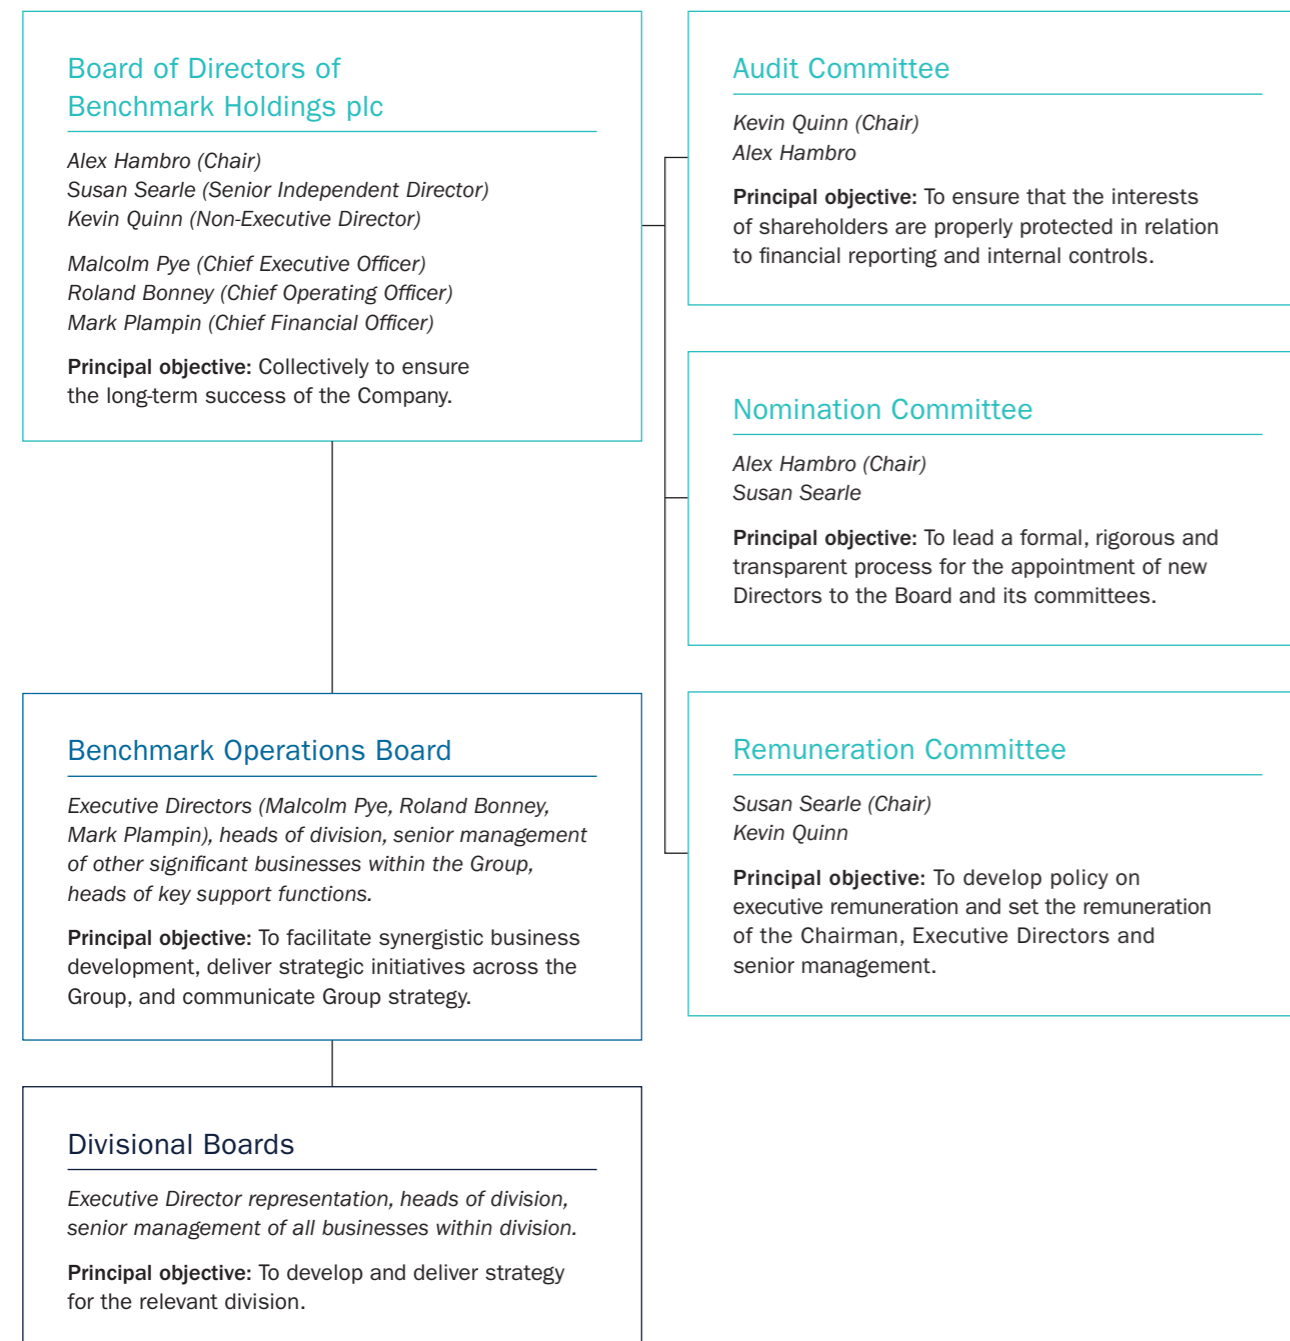 Board of Directors of
Benchmark Holdings plc
Alex Hambro (Chair)
Susan Searle (Senior Independent Director)
Kevin Quinn (Non-Executive Director)
Malcolm Pye (Chief Executive Officer)
Roland Bonney (Chief Operating Officer)
Mark Plampin (Chief Financial Officer)
Principal objective: Collectively to ensure
the long-term success of the Company.
Audit Committee
Kevin Quinn (Chair)
Alex Hambro
Principal objective: To ensure that the interests
of shareholders are properly protected in relation
to financial reporting and internal controls.
Nomination Committee
Alex Hambro (Chair)
Susan Searle
Principal objective: To lead a formal, rigorous and
transparent process for the appointment of new
Directors to the Board and its committees.
Benchmark Operations Board
Executive Directors (Malcolm Pye, Roland Bonney,
Mark Plampin), heads of division, senior management
of other significant businesses within the Group,
heads of key support functions.
Principal objective: To facilitate synergistic business
development, deliver strategic initiatives across the
Group, and communicate Group strategy.
Remuneration Committee
Susan Searle (Chair)
Kevin Quinn
Principal objective: To develop policy on
executive remuneration and set the remuneration
of the Chairman, Executive Directors and
senior management.
Divisional Boards
Executive Director representation, heads of division,
senior management of all businesses within division.
Principal objective: To develop and deliver strategy
for the relevant division.